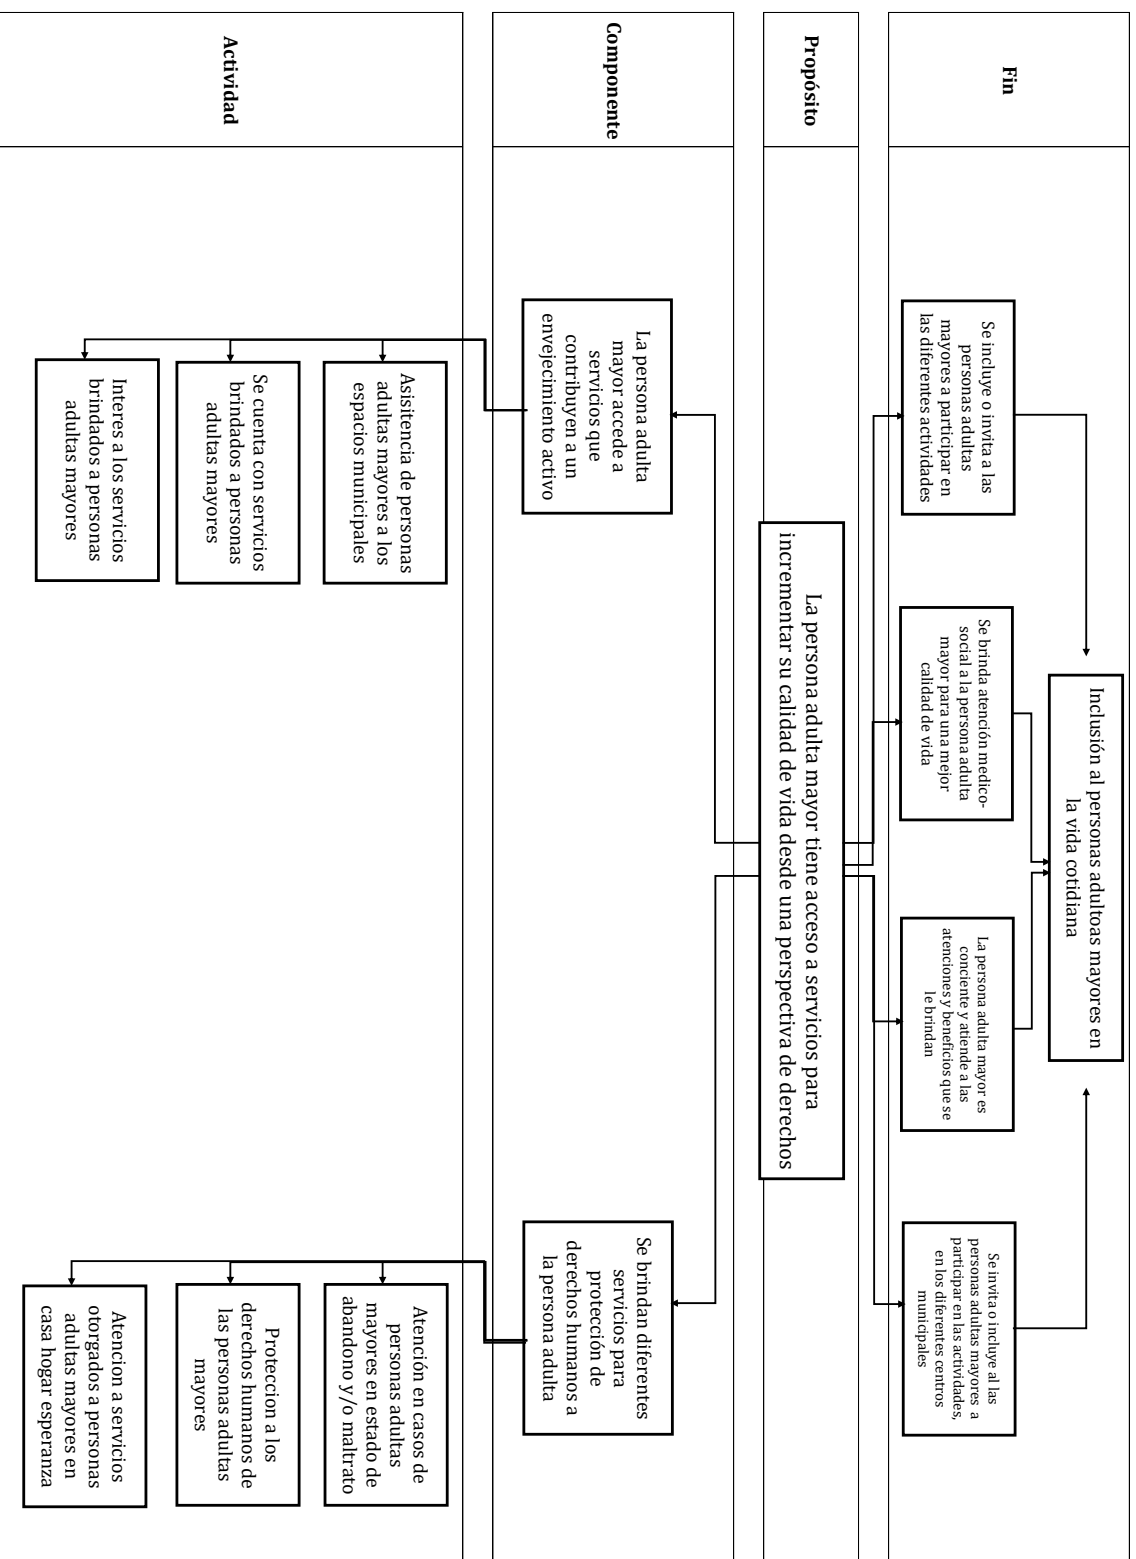 Fin
Inclusión al personas adultoas mayores en
la vida cotidiana
Se incluye o invita a las
personas adultas
mayores a participar en
las diferentes actividades
Se brinda atención medico-
social a la persona adulta
mayor para una mejor
calidad de vida
La persona adulta mayor es
conciente y atiende a las
atenciones y beneficios que se
le brindan
Se invita o incluye al las
personas adultas mayores a
participar en las actividades,
en los diferentes centros
municipales
Propósito
La persona adulta mayor tiene acceso a servicios para
incrementar su calidad de vida desde una perspectiva de derechos
Componente
La persona adulta
mayor accede a
servicios que
contribuyen a un
envejecimiento activo
Se brindan diferentes
servicios para
protección de
derechos humanos a
la persona adulta
Actividad
Asisitencia de personas
adultas mayores a los
espacios municipales
Se cuenta con servicios
brindados a personas
adultas mayores
Interes a los servicios
brindados a personas
adultas mayores
Atención en casos de
personas adultas
mayores en estado de
abandono y/o maltrato
Proteccion a los
derechos humanos de
las personas adultas
mayores
Atencion a servicios
otorgados a personas
adultas mayores en
casa hogar esperanza